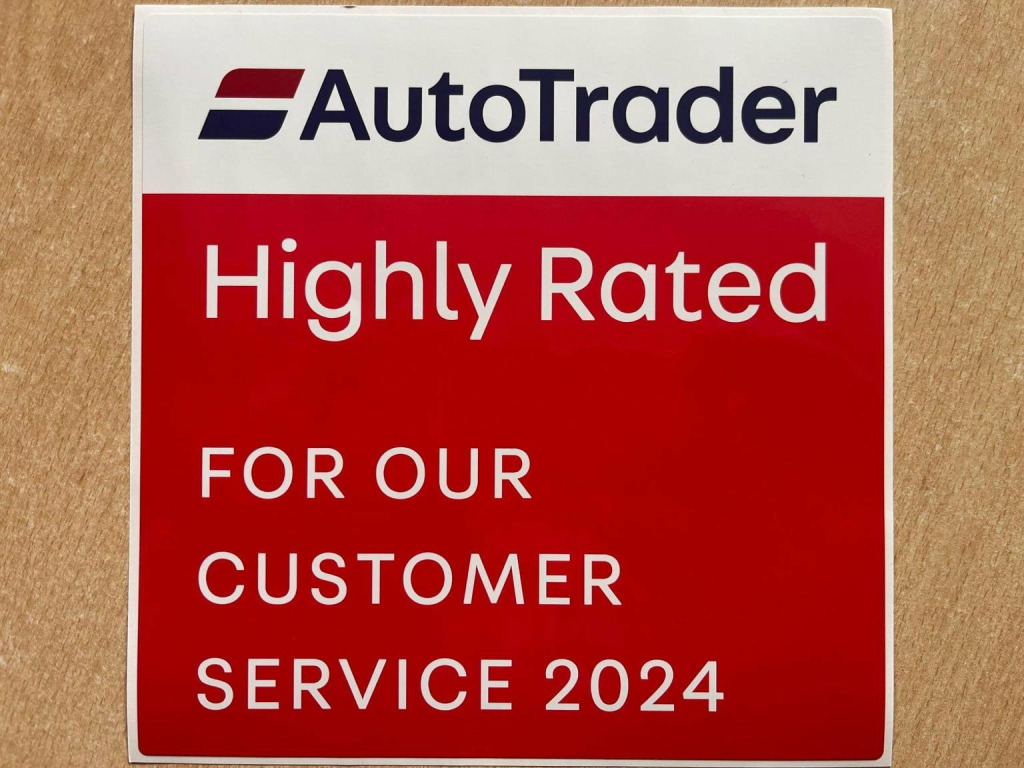 AutoTrader
Highly Rated
FOR OUR
CUSTOMER
SERVICE 2024